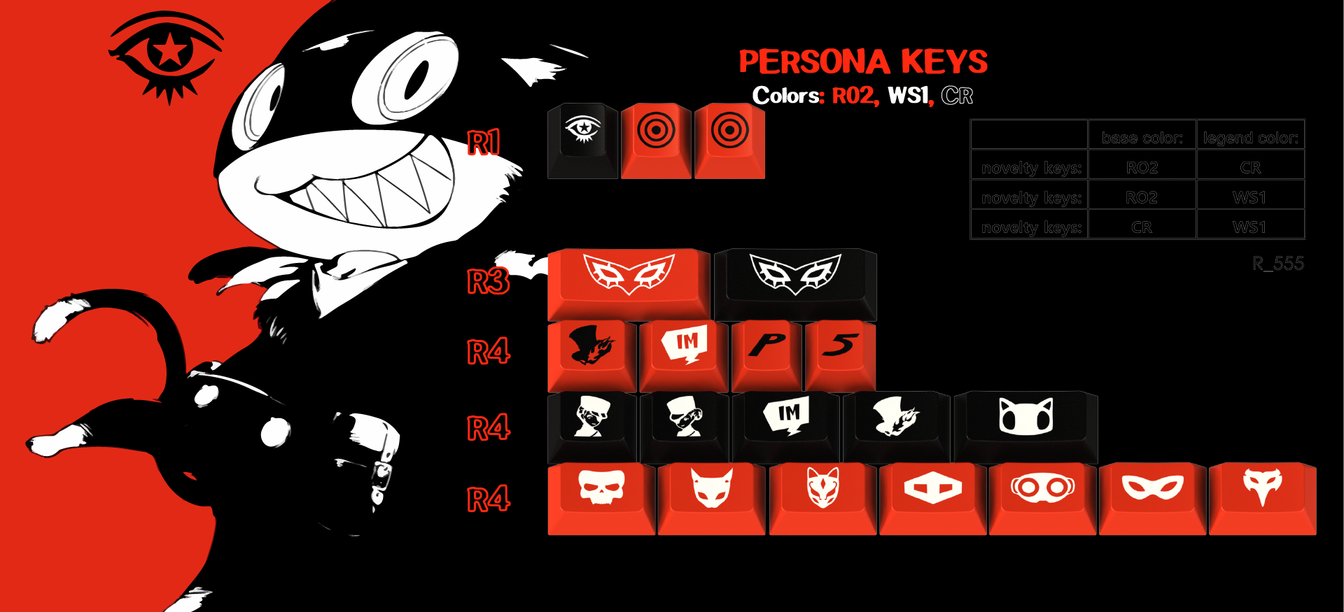 PERSONA KEYS
Colors: R02, WS1, CR
R1
base color: legend color:
novelty keys: RO2 CR
novelty keys: RO2 WS1
novelty keys: CR WS1
R_555
R3
R4
IM P 5
R4
IM
R4